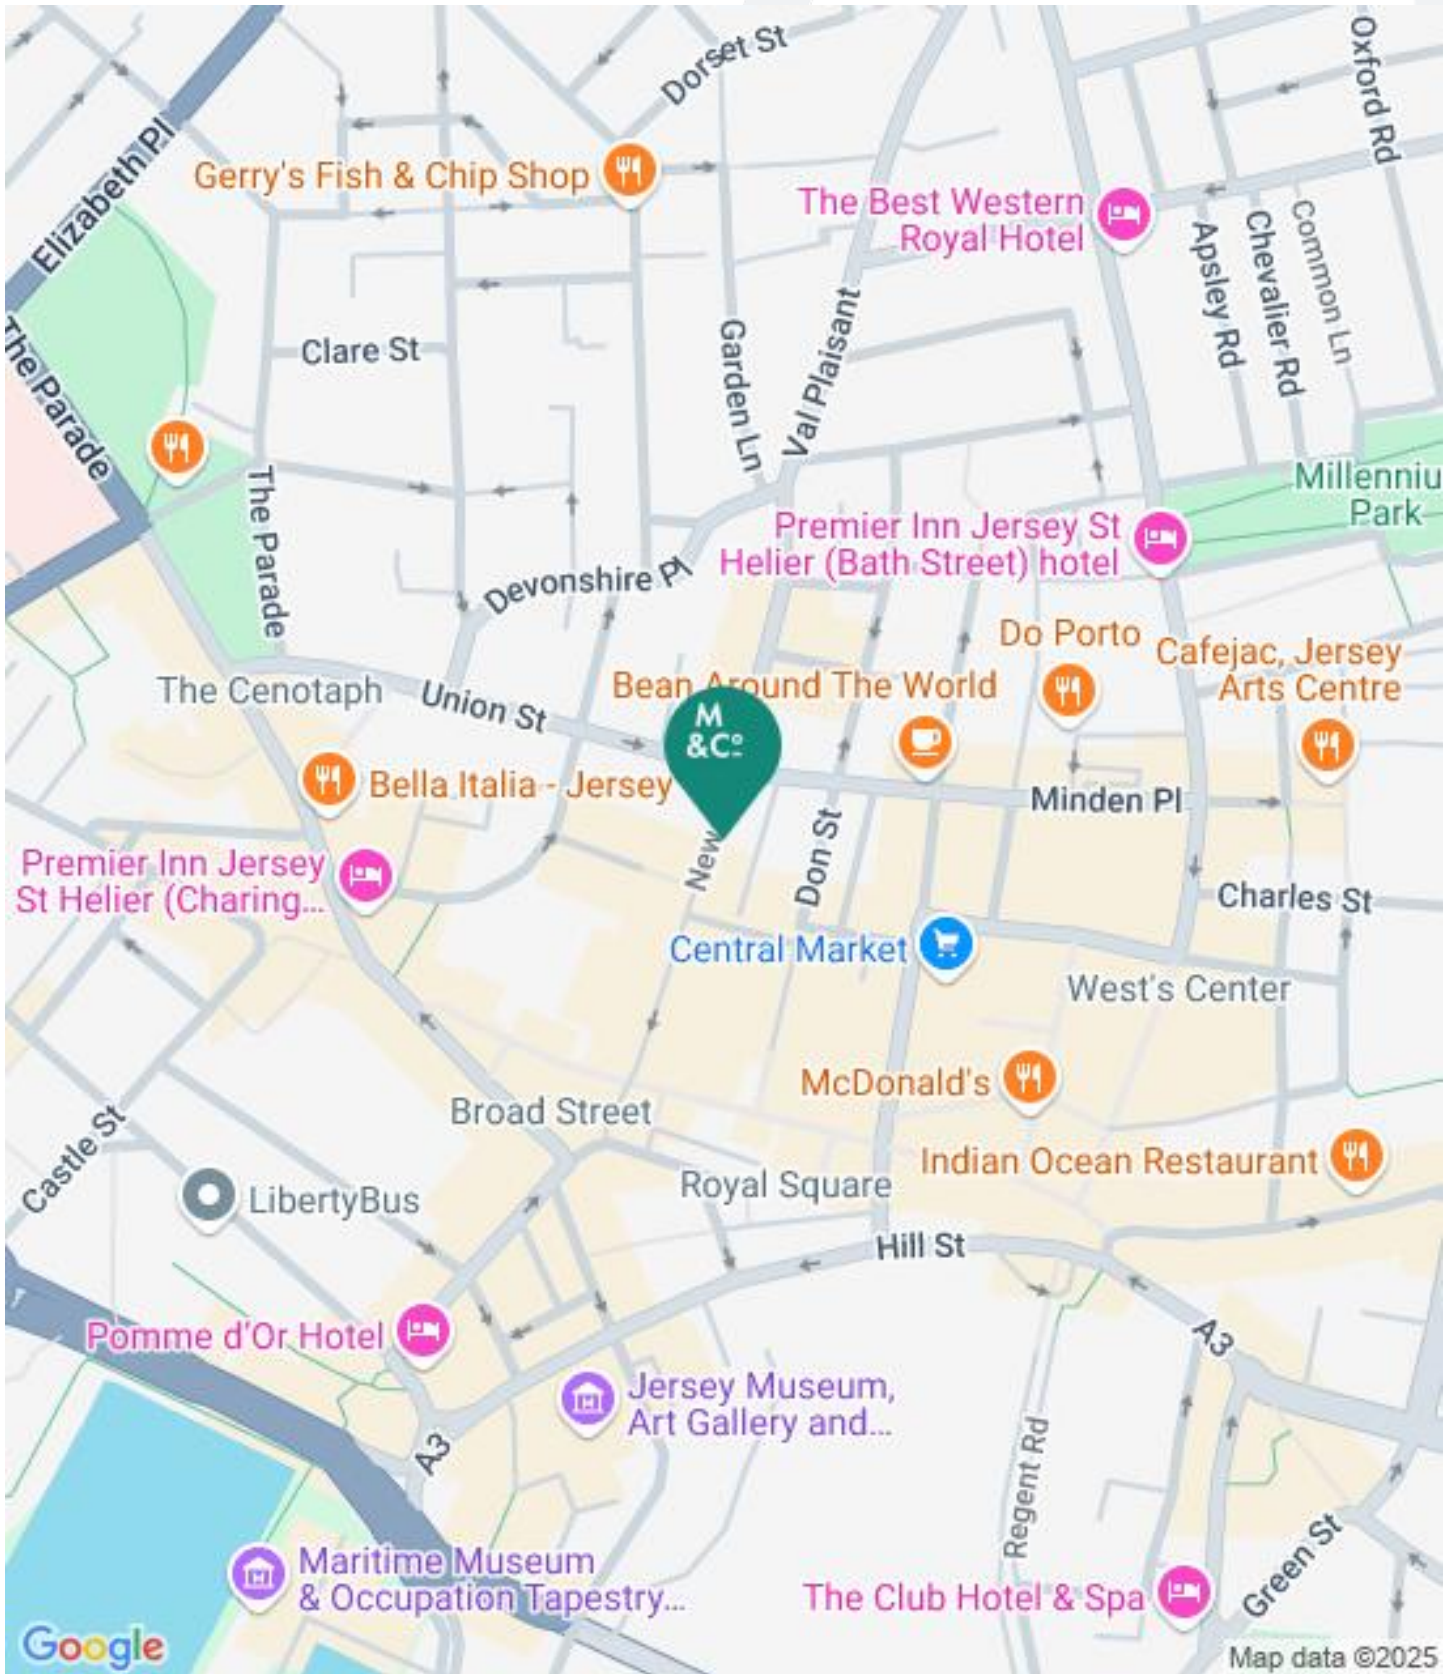 Dorset St
Oxford Rd
Elizabeth Pl
Gerry's Fish & Chip Shop
The Best Western
Royal Hotel
Apsley Rd
Chevalier Rd
Common Ln
The Parade
Clare St
Garden Ln
Val Plaisant
Millenniu
Park
The Parade
Premier Inn Jersey St
Helier (Bath Street) hotel
Devonshire Pl
Do Porto
Cafejac, Jersey
Arts Centre
The Cenotaph
Union St
Bean Around The World
M
&Co
Bella Italia - Jersey
Minden Pl
New
Don St
Premier Inn Jersey
St Helier (Charing...
Charles St
Central Market
West's Center
McDonald's
Broad Street
Castle St
Indian Ocean Restaurant
Royal Square
LibertyBus
Hill St
Pomme d'Or Hotel
A3
Jersey Museum,
Art Gallery and...
A3
Regent Rd
Green St
Maritime Museum
& Occupation Tapestry...
The Club Hotel & Spa
Google
Map data ©2025